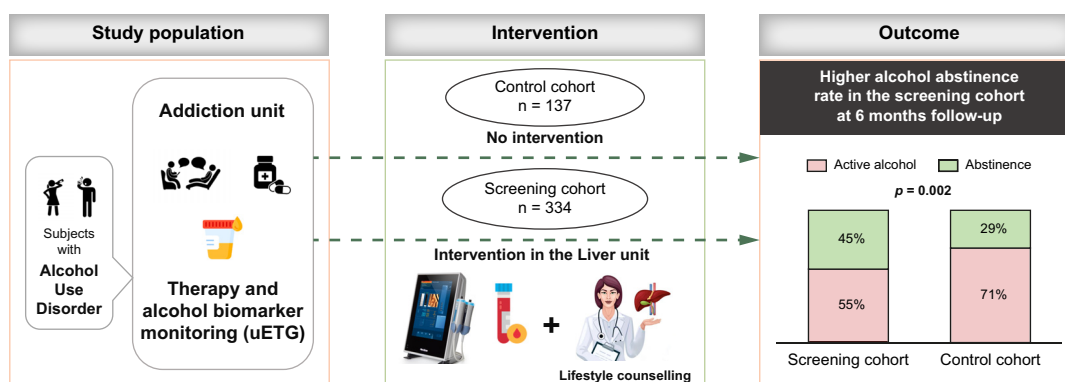 Study population
Addiction unit
Subjects
with
Alcohol
Use
Disorder
Therapy and
alcohol biomarker
monitoring (uETG)
Intervention
Control cohort
n = 137
No intervention
Screening cohort
n = 334
Intervention in the Liver unit
+
Lifestyle counselling
Outcome
Higher alcohol abstinence
rate in the screening cohort
at 6 months follow-up
Active alcohol Abstinence
p = 0.002
45% 29%
55% 71%
Screening cohort Control cohort